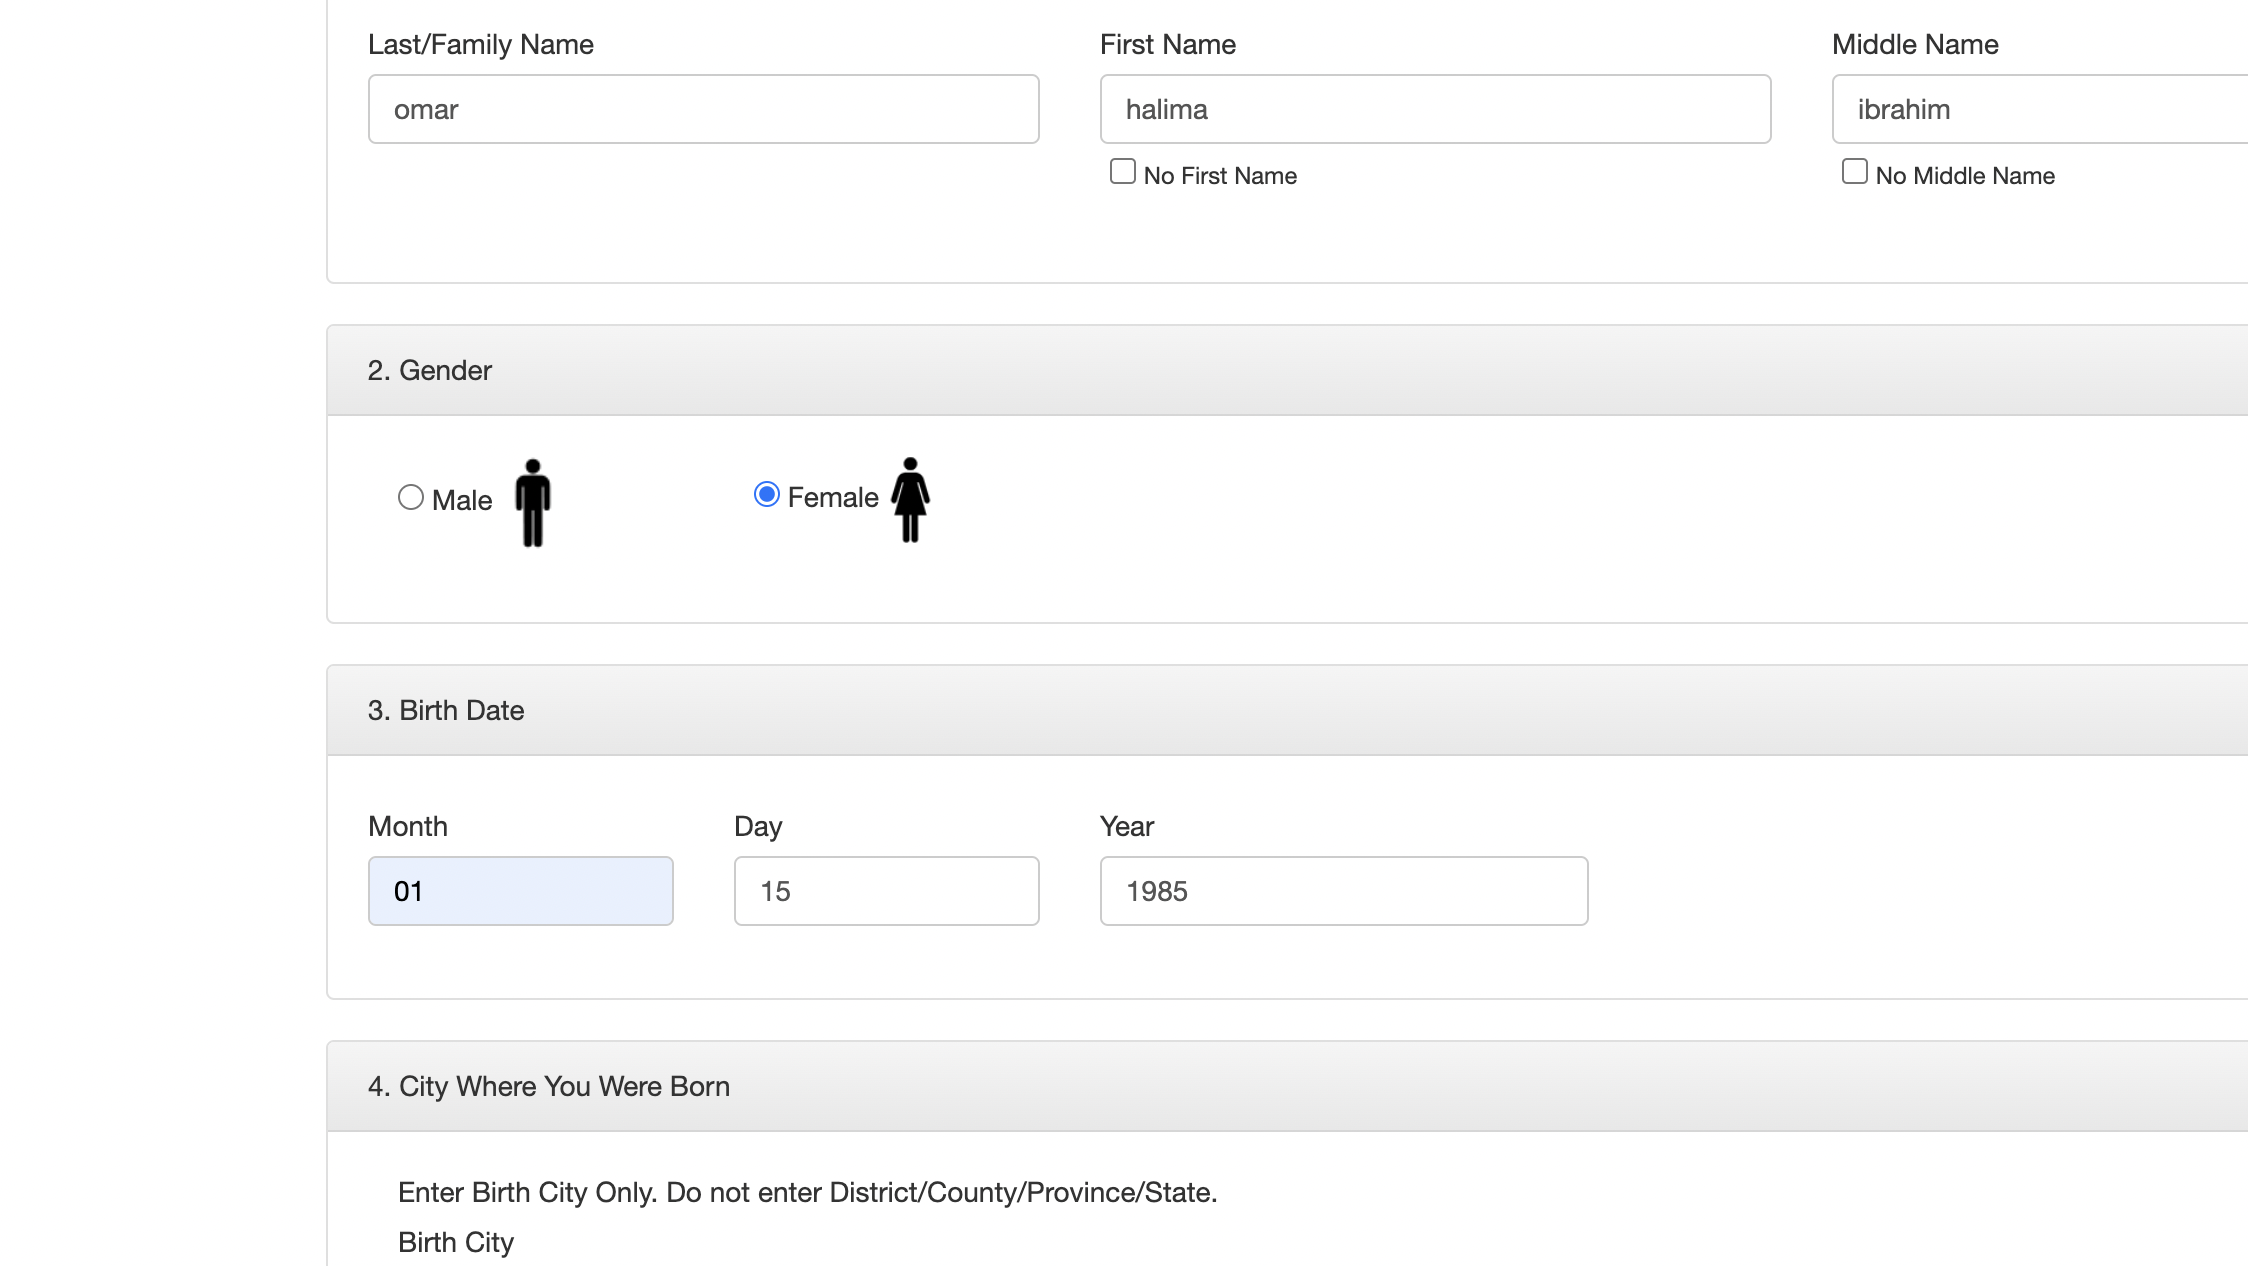 Last/Family Name First Name Middle Name
omar halima ibrahim
No First Name No Middle Name
2. Gender
Male Female
3. Birth Date
Month Day Year
01 15 1985
4. City Where You Were Born
Enter Birth City Only. Do not enter District/County/Province/State.
Birth City